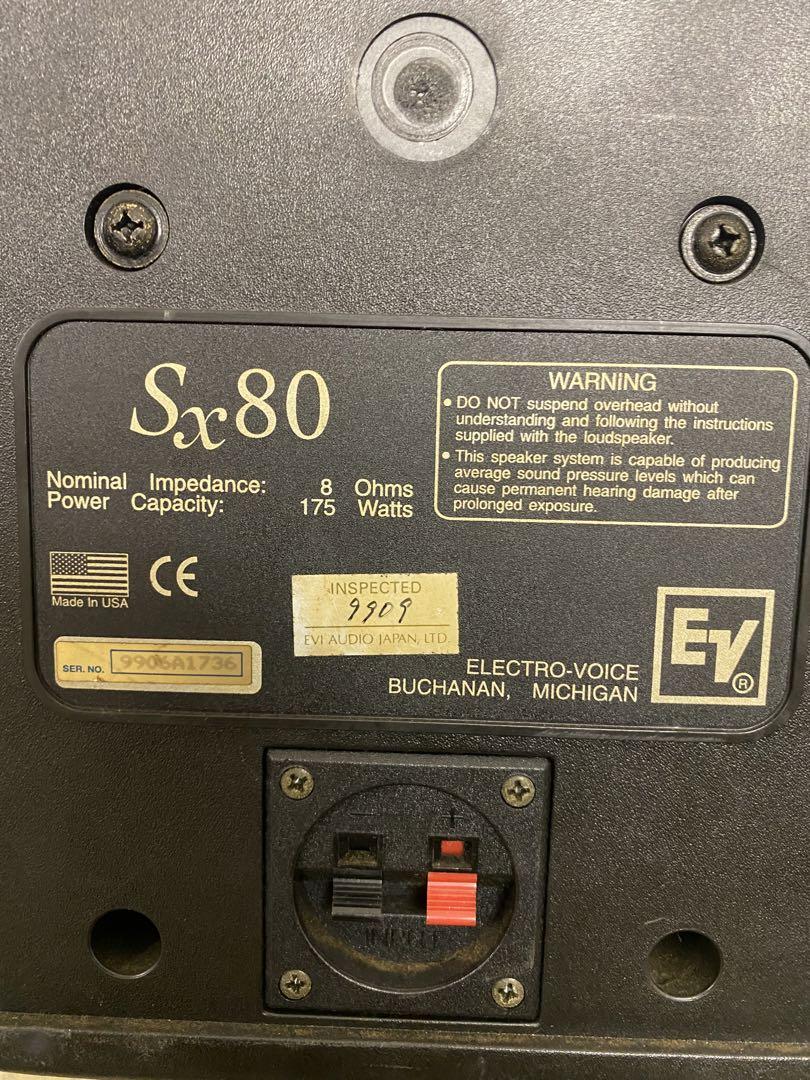 Sx80
Nominal Impedance: 8 Ohms
Power Capacity: 175 Watts
WARNING
• DO NOT suspend overhead without
understanding and following the instructions
supplied with the loudspeaker.
• This speaker system is capable of producing
average sound pressure levels which can
cause permanent hearing damage after
prolonged exposure.
Made In USA
CE
INSPECTED
9909
EVI AUDIO JAPAN, LTD.
SER. NO. 9906A1736
ELECTRO-VOICE
BUCHANAN, MICHIGAN
EV®
- +
INPUT